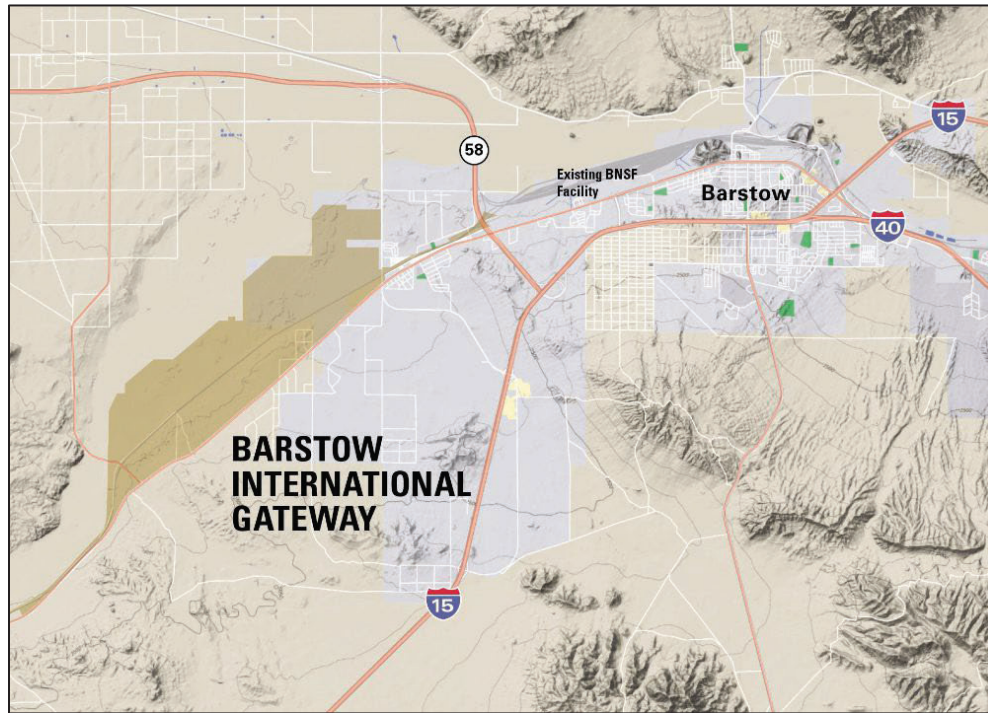 15
58
Existing BNSF
Facility
Barstow
40
BARSTOW
INTERNATIONAL
GATEWAY
15